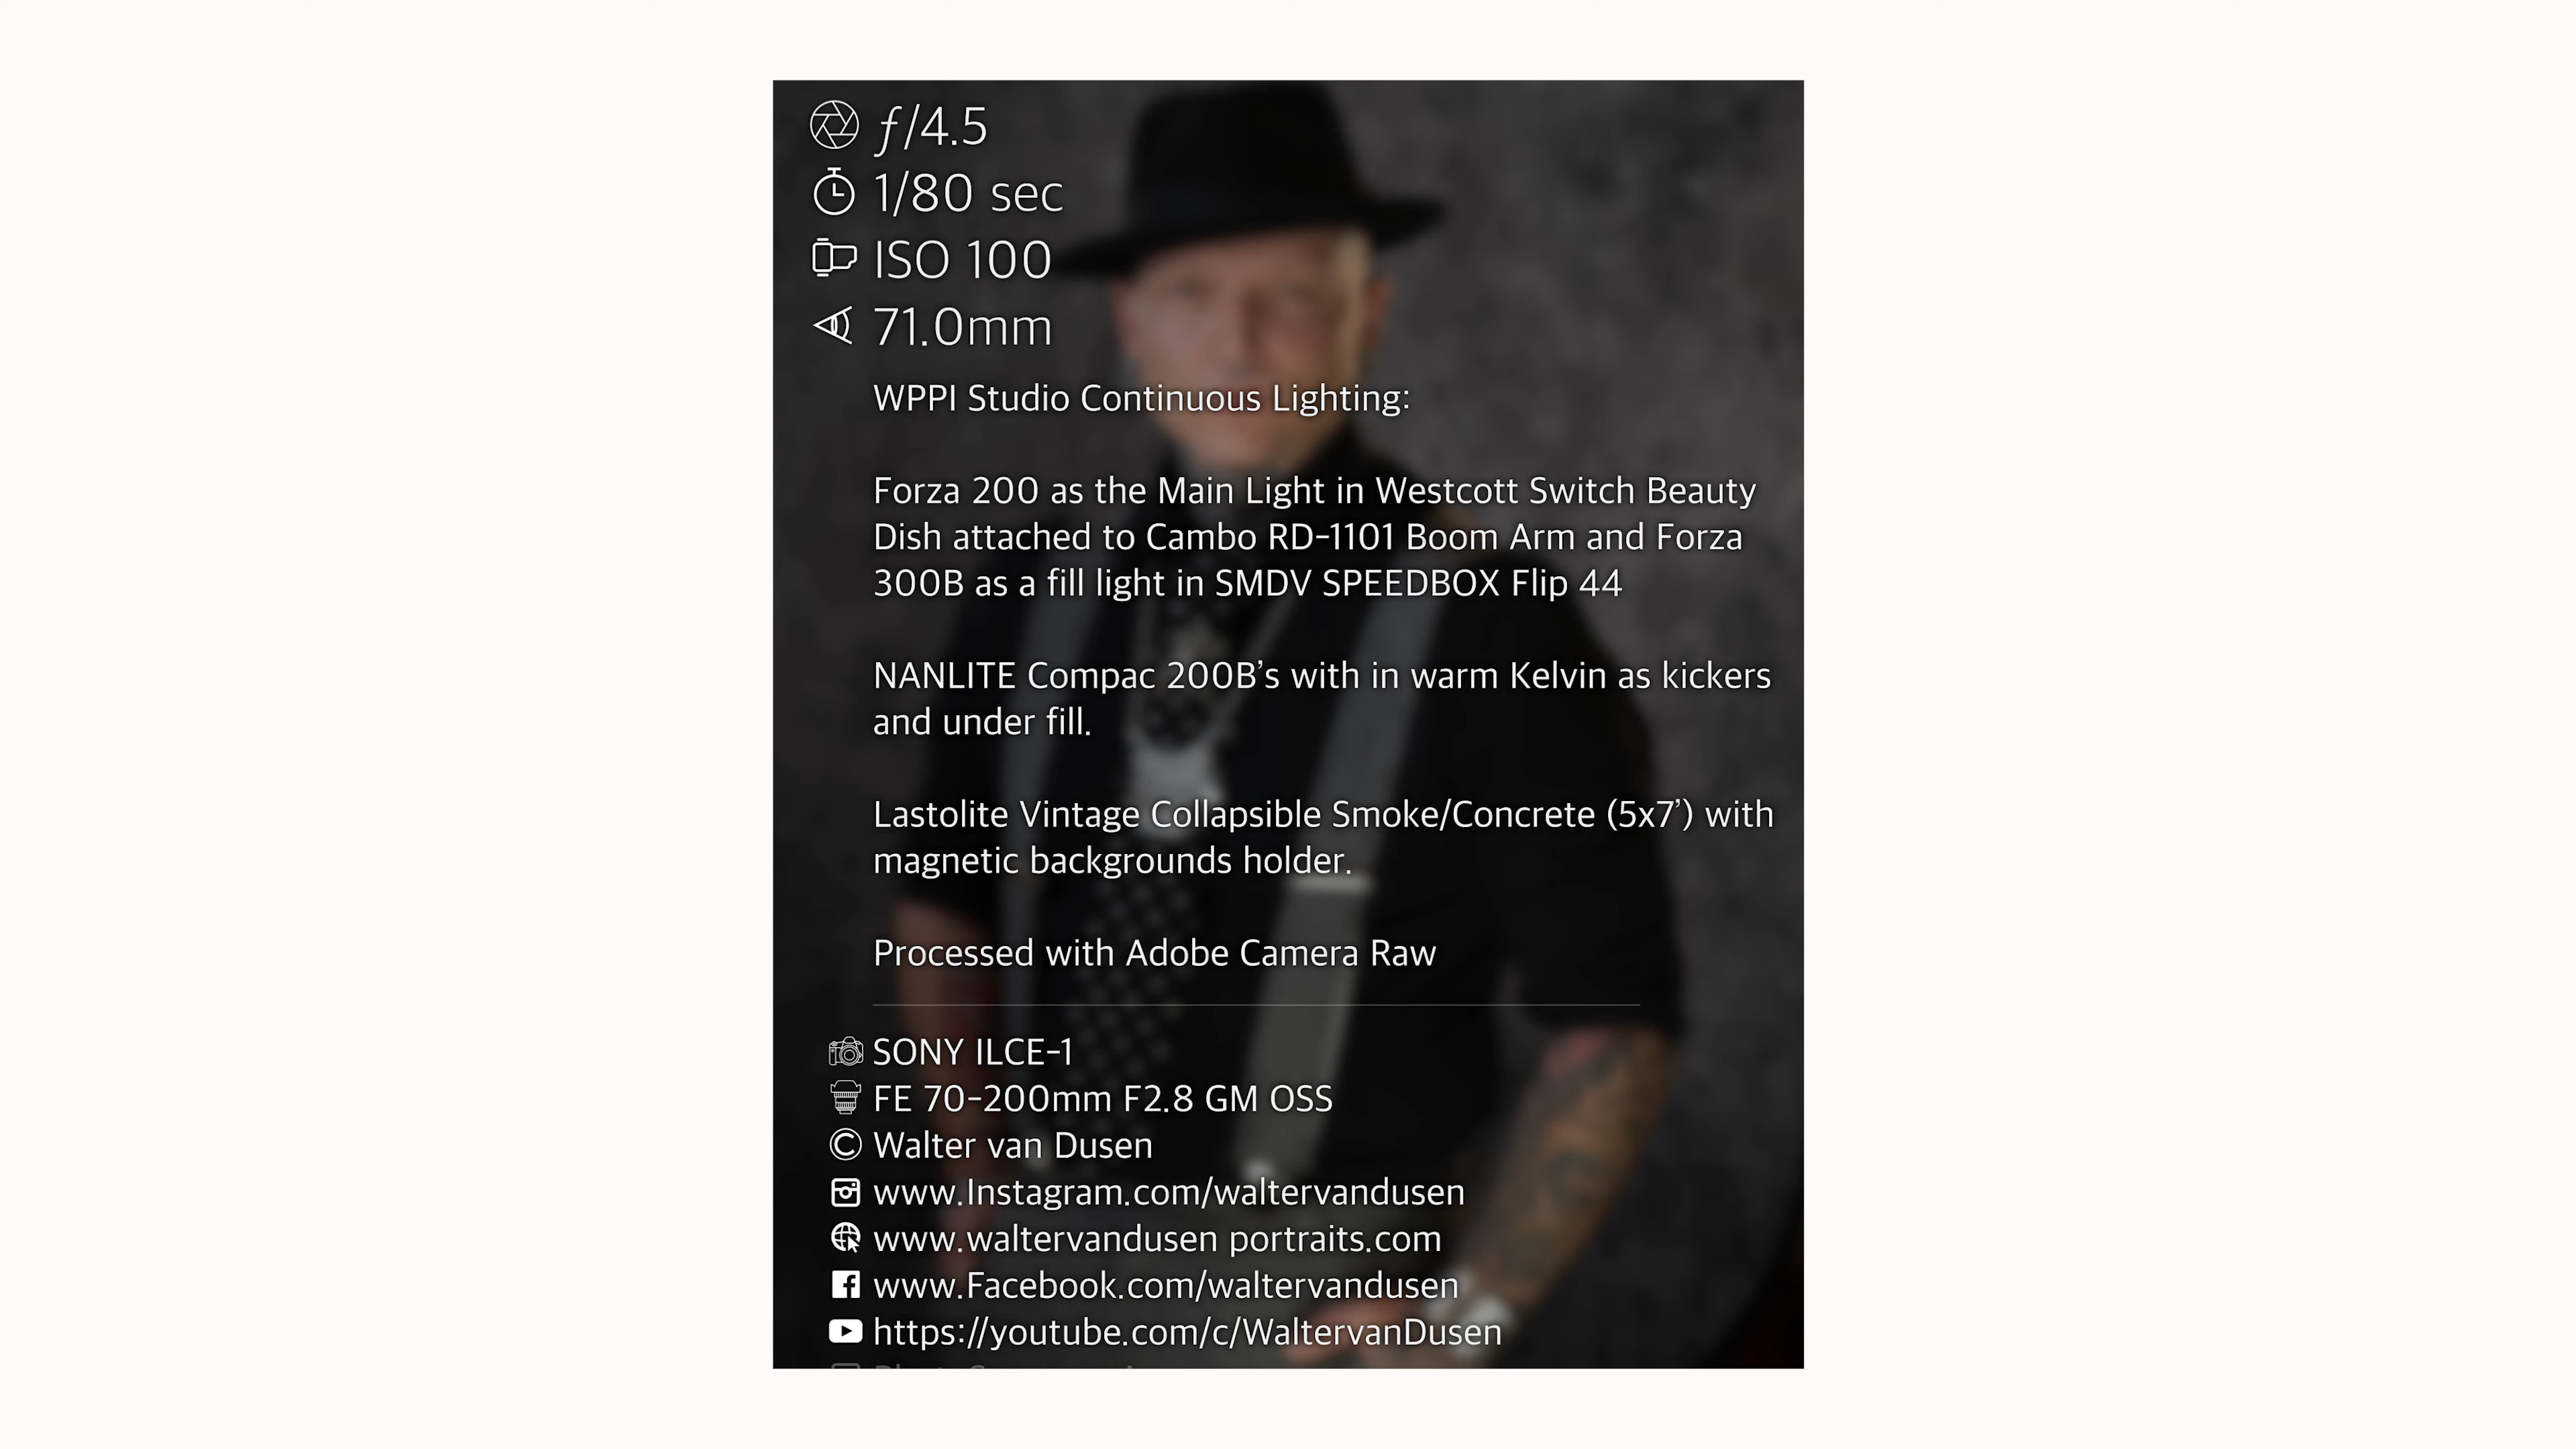 ƒ/4.5
1/80 sec
ISO 100
71.0mm
WPPI Studio Continuous Lighting:
Forza 200 as the Main Light in Westcott Switch Beauty
Dish attached to Cambo RD-1101 Boom Arm and Forza
300B as a fill light in SMDV SPEEDBOX Flip 44
NANLITE Compac 200B’s with in warm Kelvin as kickers
and under fill.
Lastolite Vintage Collapsible Smoke/Concrete (5x7’) with
magnetic backgrounds holder.
Processed with Adobe Camera Raw
SONY ILCE-1
FE 70-200mm F2.8 GM OSS
© Walter van Dusen
www.Instagram.com/waltervandusen
www.waltervandusen portraits.com
www.Facebook.com/waltervandusen
https://youtube.com/c/WaltervanDusen